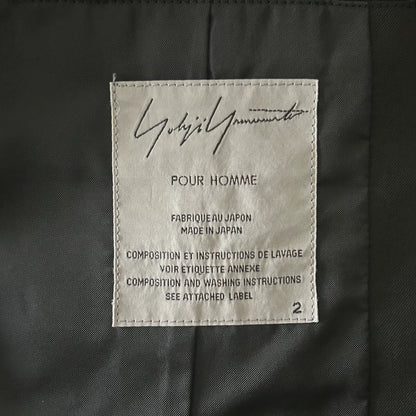 Yohji Yamamoto
POUR HOMME
FABRIQUE AU JAPON
MADE IN JAPAN
COMPOSITION ET INSTRUCTIONS DE LAVAGE
VOIR ETIQUETTE ANNEXE
COMPOSITION AND WASHING INSTRUCTIONS
SEE ATTACHED LABEL
2